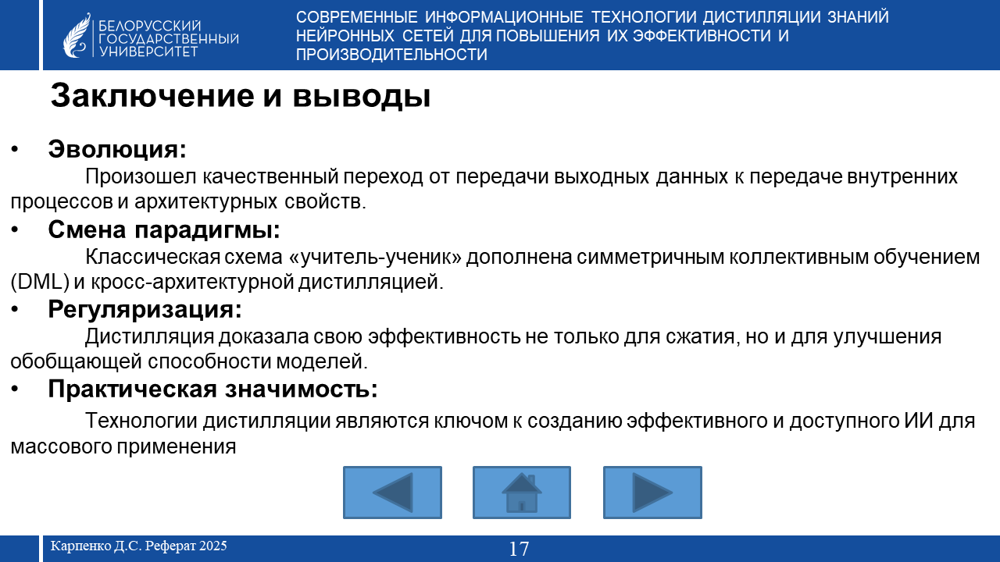 БЕЛОРУССКИЙ
ГОСУДАРСТВЕННЫЙ
УНИВЕРСИТЕТ
СОВРЕМЕННЫЕ ИНФОРМАЦИОННЫЕ ТЕХНОЛОГИИ ДИСТИЛЛЯЦИИ ЗНАНИЙ
НЕЙРОННЫХ СЕТЕЙ ДЛЯ ПОВЫШЕНИЯ ИХ ЭФФЕКТИВНОСТИ И
ПРОИЗВОДИТЕЛЬНОСТИ
Заключение и выводы
• Эволюция:
Произошел качественный переход от передачи выходных данных к передаче внутренних
процессов и архитектурных свойств.
• Смена парадигмы:
Классическая схема «учитель-ученик» дополнена симметричным коллективным обучением
(DML) и кросс-архитектурной дистилляцией.
• Регуляризация:
Дистилляция доказала свою эффективность не только для сжатия, но и для улучшения
обобщающей способности моделей.
• Практическая значимость:
Технологии дистилляции являются ключом к созданию эффективного и доступного ИИ для
массового применения
Карпенко Д.С. Реферат 2025
17